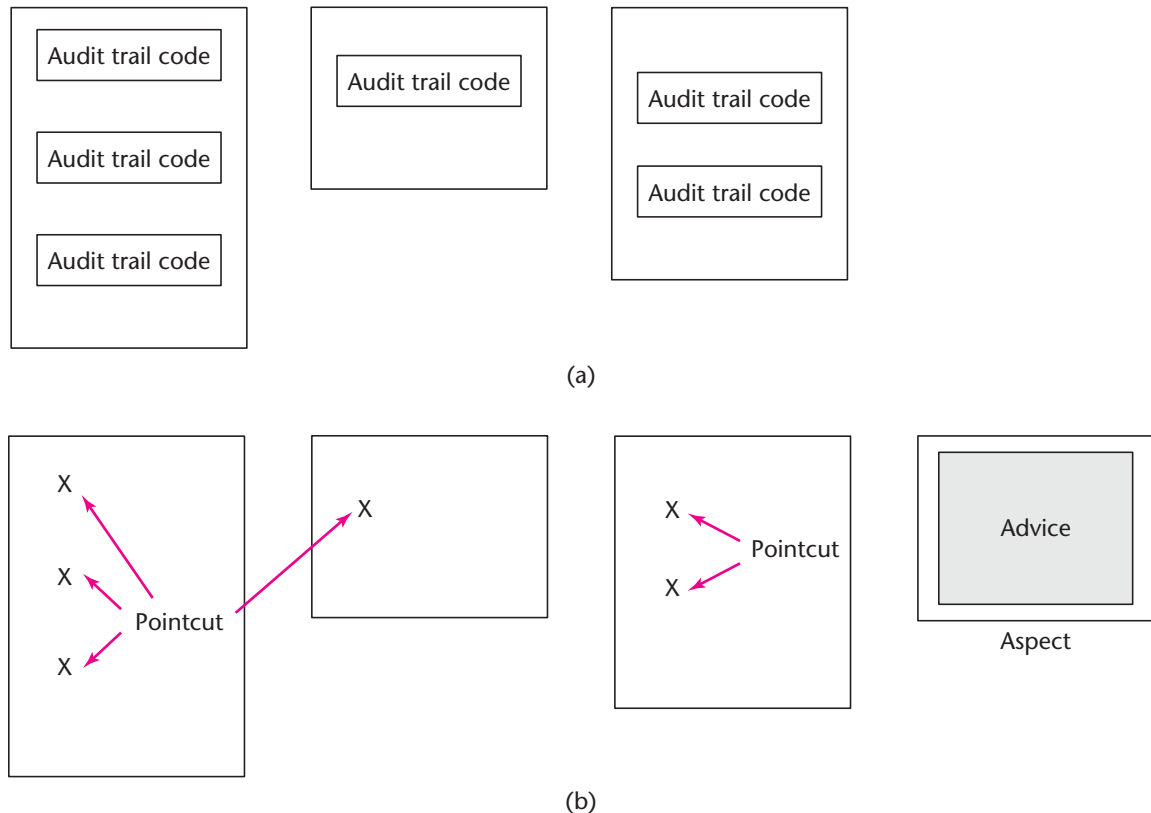 Audit trail code
Audit trail code
Audit trail code
Audit trail code
Audit trail code
Audit trail code
(a)
X
X
X
Pointcut
X
X
X
Pointcut
Advice
Aspect
(b)